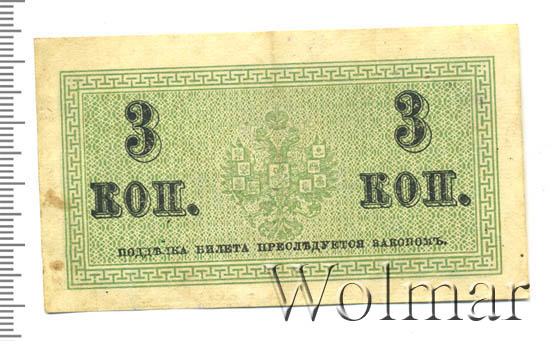 3 3
КОП. КОП.
ПОДДѢЛКА БИЛЕТА ПРЕСЛѢДУЕТСЯ ЗАКОНОМЪ.
Wolmar